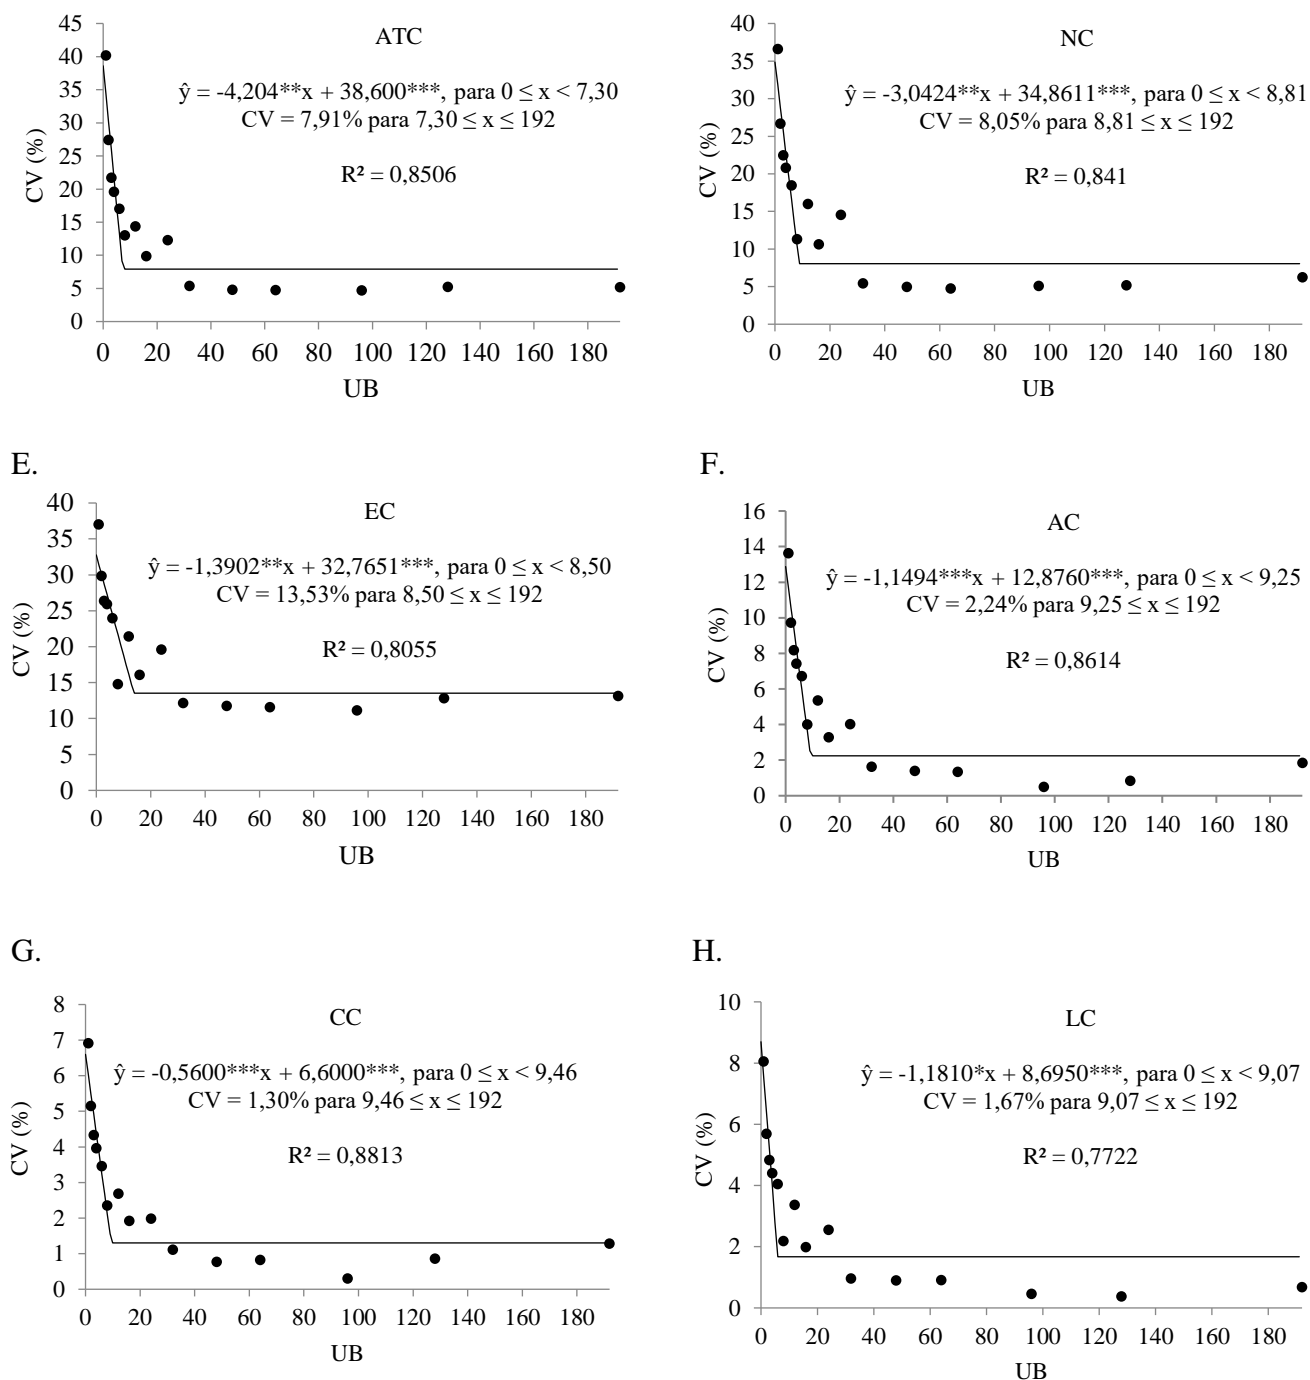 ATC
ŷ = -4,204**x + 38,600***, para 0 ≤ x < 7,30
CV = 7,91% para 7,30 ≤ x ≤ 192
R² = 0,8506
CV (%)
45
40
35
30
25
20
15
10
5
0
0 20 40 60 80 100 120 140 160 180
UB
NC
ŷ = -3,0424**x + 34,8611***, para 0 ≤ x < 8,81
CV = 8,05% para 8,81 ≤ x ≤ 192
R² = 0,841
CV (%)
40
35
30
25
20
15
10
5
0
0 20 40 60 80 100 120 140 160 180
UB
E.
EC
ŷ = -1,3902**x + 32,7651***, para 0 ≤ x < 8,50
CV = 13,53% para 8,50 ≤ x ≤ 192
R² = 0,8055
CV (%)
40
35
30
25
20
15
10
5
0
0 20 40 60 80 100 120 140 160 180
UB
F.
AC
ŷ = -1,1494***x + 12,8760***, para 0 ≤ x < 9,25
CV = 2,24% para 9,25 ≤ x ≤ 192
R² = 0,8614
CV (%)
16
14
12
10
8
6
4
2
0
0 20 40 60 80 100 120 140 160 180
UB
G.
CC
ŷ = -0,5600***x + 6,6000***, para 0 ≤ x < 9,46
CV = 1,30% para 9,46 ≤ x ≤ 192
R² = 0,8813
CV (%)
8
7
6
5
4
3
2
1
0
0 20 40 60 80 100 120 140 160 180
UB
H.
LC
ŷ = -1,1810*x + 8,6950***, para 0 ≤ x < 9,07
CV = 1,67% para 9,07 ≤ x ≤ 192
R² = 0,7722
CV (%)
10
8
6
4
2
0
0 20 40 60 80 100 120 140 160 180
UB